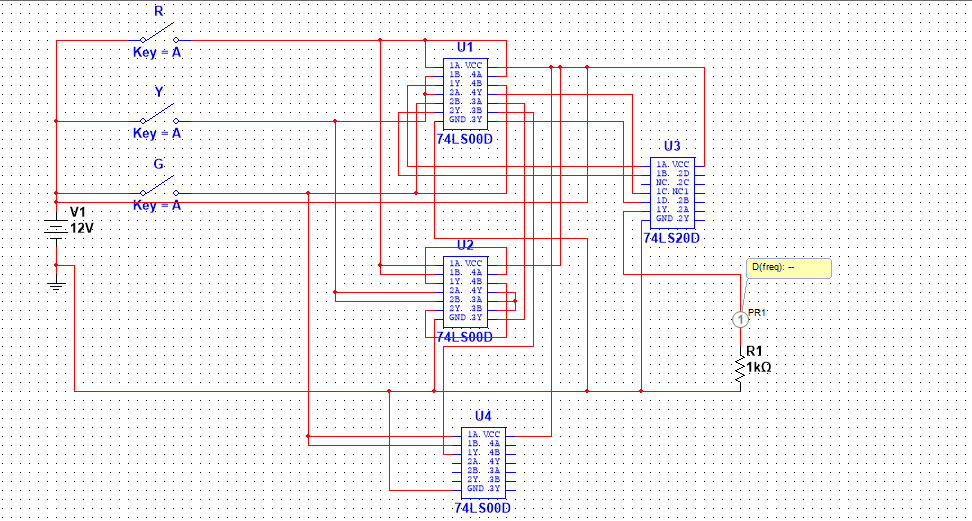 R
Key = A
Y
Key = A
G
Key = A
V1
12V
U1
1A VCC
1B .4A
1Y .4B
2A .4Y
2B .3A
2Y .3B
GND .3Y
74LS00D
U3
1A VCC
1B .2D
NC .2C
1C NC1
1D .2B
1Y .2A
GND .2Y
74LS20D
U2
1A VCC
1B .4A
1Y .4B
2A .4Y
2B .3A
2Y .3B
GND .3Y
74LS00D
D(freq): --
1
PR1
R1
1kΩ
U4
1A VCC
1B .4A
1Y .4B
2A .4Y
2B .3A
2Y .3B
GND .3Y
74LS00D